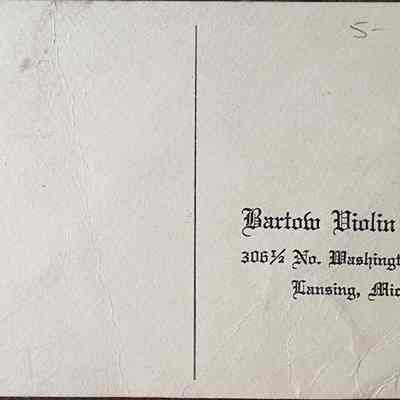 5-
Bartow Violin
306½ No. Washingt
Lansing, Mic